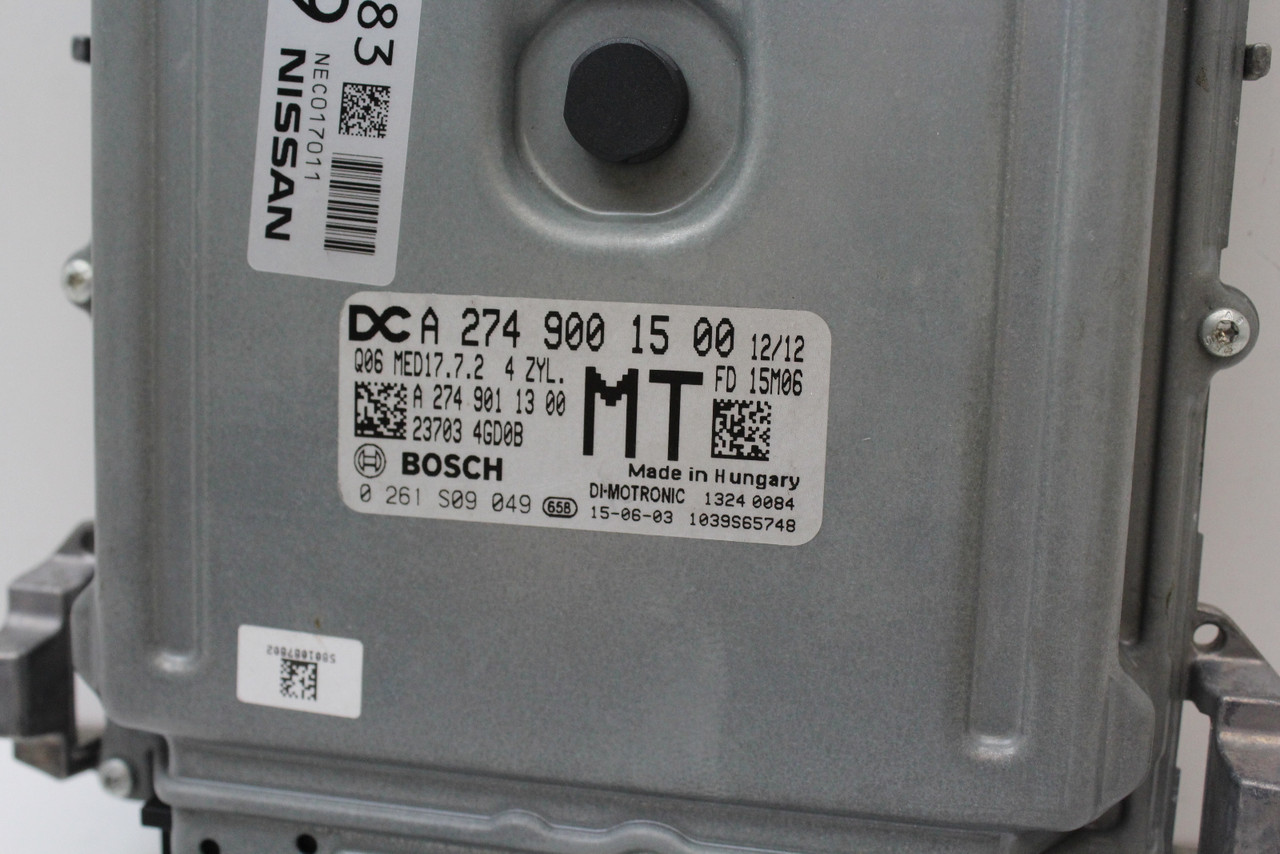 83
NEC017011
NISSAN
DC A 274 900 15 00 12/12
Q06 MED17.7.2 4 ZYL. MT FD 15M06
A 274 901 13 00
23703 4GD0B
BOSCH Made in Hungary
0 261 S09 049 658 DI-MOTRONIC 1324 0084
15-06-03 1039S65748
5801087802